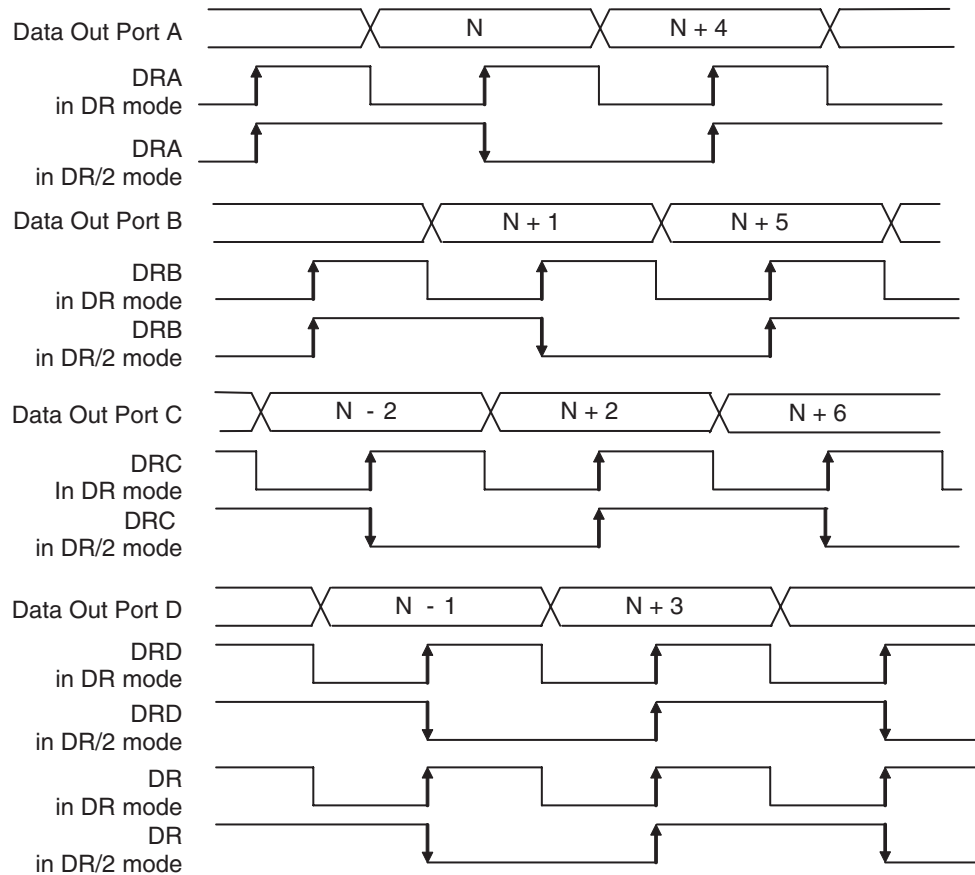 Data Out Port A
N
N + 4
DRA
in DR mode
DRA
in DR/2 mode
Data Out Port B
N + 1
N + 5
DRB
in DR mode
DRB
in DR/2 mode
Data Out Port C
N - 2
N + 2
N + 6
DRC
In DR mode
DRC
in DR/2 mode
Data Out Port D
N - 1
N + 3
DRD
in DR mode
DRD
in DR/2 mode
DR
in DR mode
DR
in DR/2 mode